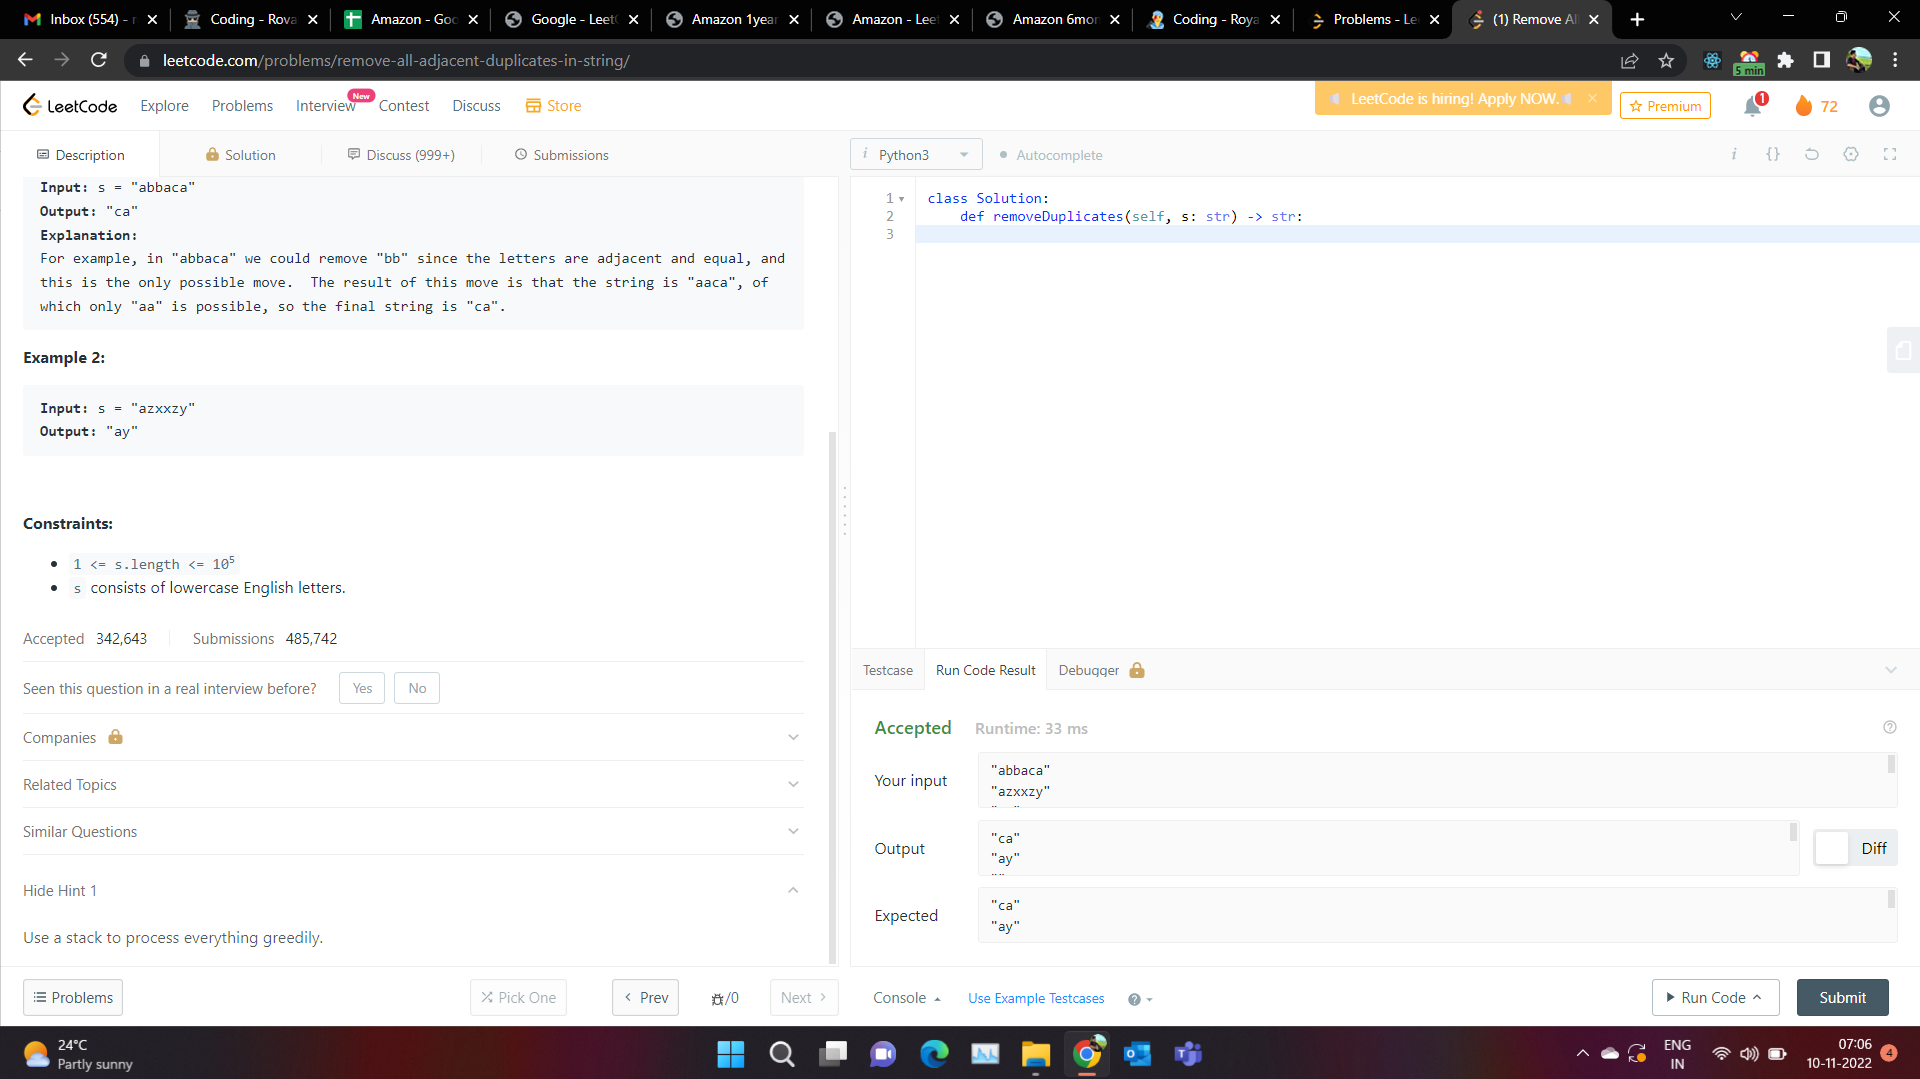 Inbox (554) -
Coding - Roya
Amazon - Goo
Google - Leet
Amazon 1year
Amazon - Lee
Amazon 6mon
Coding - Roya
Problems - Le
(1) Remove Al
leetcode.com/problems/remove-all-adjacent-duplicates-in-string/
5 min
LeetCode
Explore
Problems
Interview
New
Contest
Discuss
Store
LeetCode is hiring! Apply NOW.
Premium
1
72
Description
Solution
Discuss (999+)
Submissions
Python3
Autocomplete
Input: s = "abbaca"
Output: "ca"
Explanation:
For example, in "abbaca" we could remove "bb" since the letters are adjacent and equal, and
this is the only possible move.  The result of this move is that the string is "aaca", of
which only "aa" is possible, so the final string is "ca".
Example 2:
Input: s = "azxxzy"
Output: "ay"
Constraints:
1 <= s.length <= 10⁵
s consists of lowercase English letters.
Accepted 342,643
Submissions 485,742
Seen this question in a real interview before?
Yes
No
Companies
Related Topics
Similar Questions
Hide Hint 1
Use a stack to process everything greedily.
Problems
Pick One
Prev
/0
Next
1 class Solution:
2     def removeDuplicates(self, s: str) -> str:
3
Testcase
Run Code Result
Debugger
Accepted
Runtime: 33 ms
Your input
"abbaca"
"azxxzy"
Output
"ca"
"ay"
Diff
Expected
"ca"
"ay"
Console
Use Example Testcases
Run Code
Submit
24°C
Partly sunny
ENG
IN
07:06
10-11-2022
4